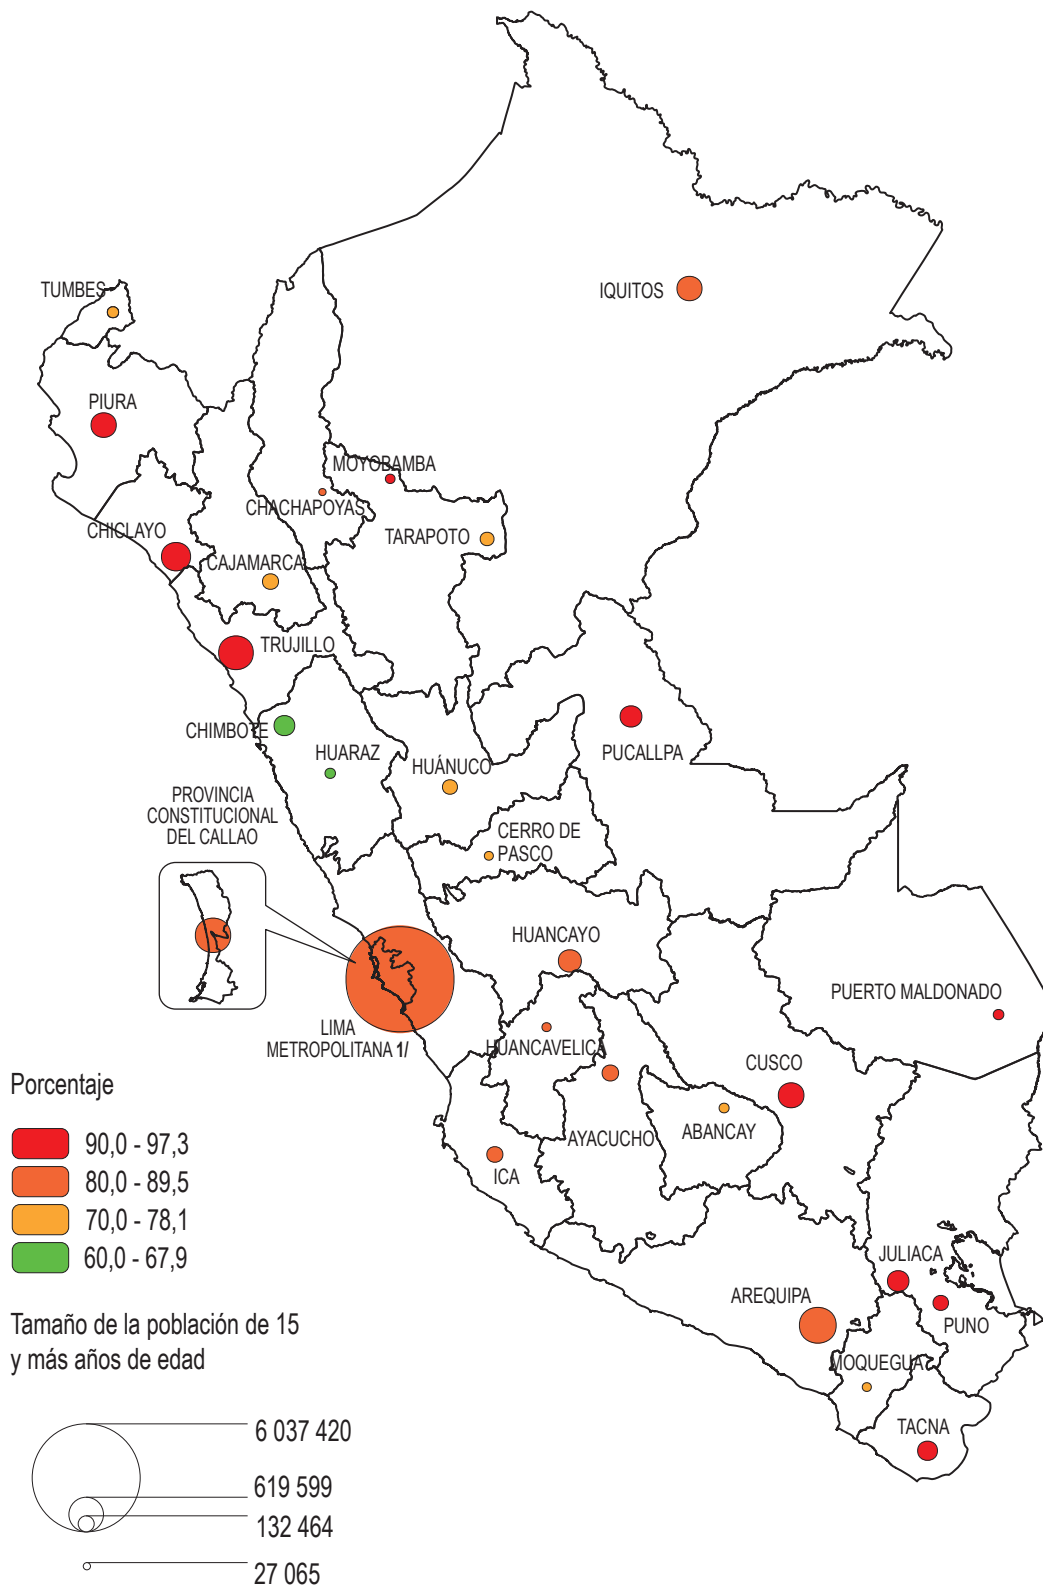 TUMBES
IQUITOS
PIURA
MOYOBAMBA
CHACHAPOYAS
CHICLAYO
TARAPOTO
CAJAMARCA
TRUJILLO
CHIMBOTE
HUARAZ
HUÁNUCO
PUCALLPA
PROVINCIA
CONSTITUCIONAL
DEL CALLAO
CERRO DE
PASCO
HUANCAYO
PUERTO MALDONADO
LIMA
METROPOLITANA 1/
HUANCAVELICA
CUSCO
AYACUCHO
ABANCAY
ICA
JULIACA
AREQUIPA
PUNO
MOQUEGUA
TACNA
Porcentaje
90,0 - 97,3
80,0 - 89,5
70,0 - 78,1
60,0 - 67,9
Tamaño de la población de 15
y más años de edad
6 037 420
619 599
132 464
27 065